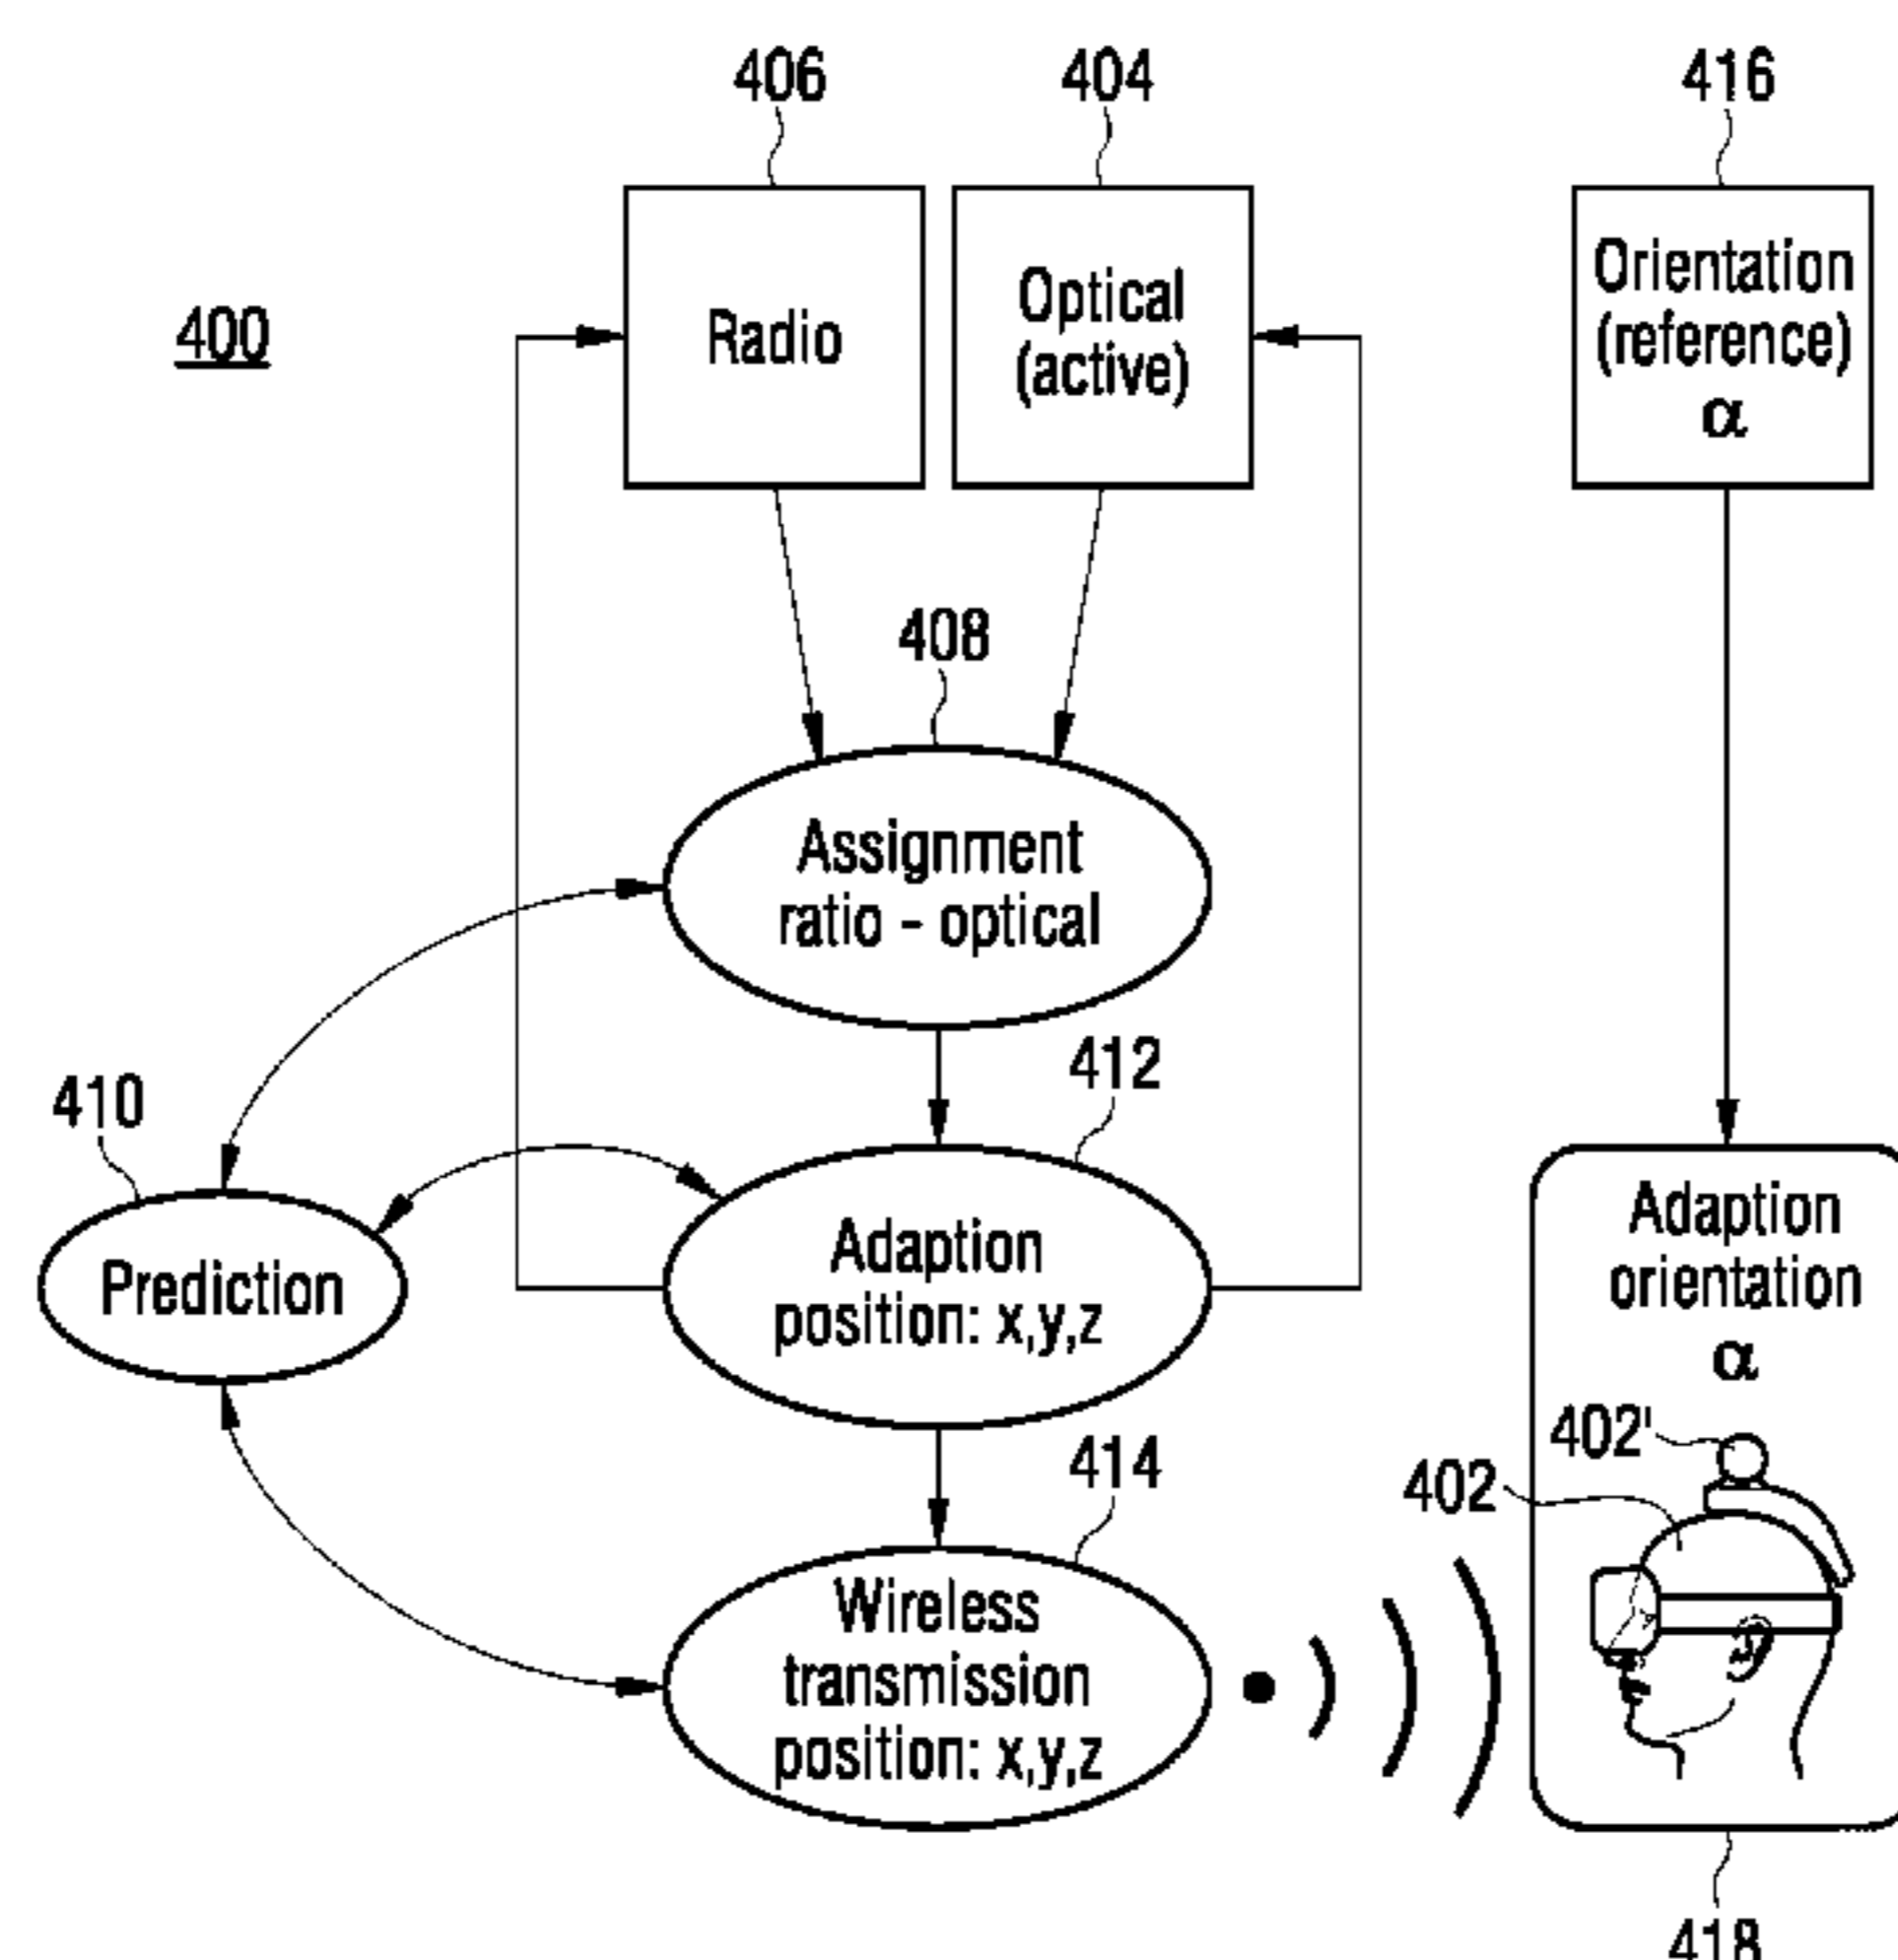 406
404
416
400
Radio
Optical
(active)
Orientation
(reference)
α
408
Assignment
ratio - optical
412
410
Prediction
Adaption
position: x,y,z
Adaption
orientation
α
402'
402
414
Wireless
transmission
position: x,y,z
418